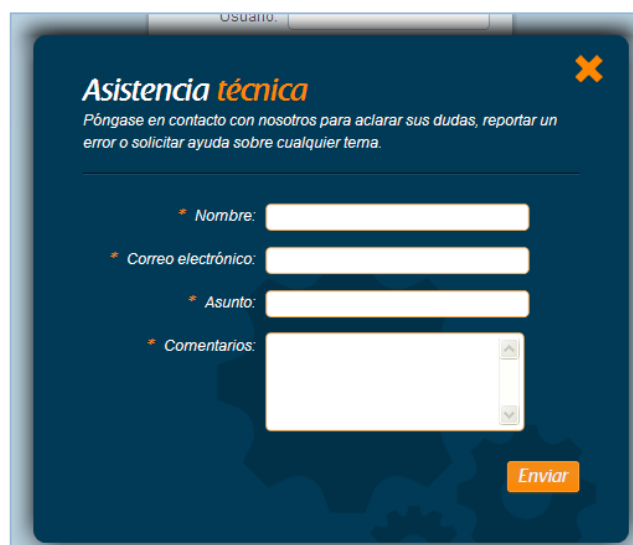 Usuario:
Asistencia técnica
Póngase en contacto con nosotros para aclarar sus dudas, reportar un
error o solicitar ayuda sobre cualquier tema.
* Nombre:
* Correo electrónico:
* Asunto:
* Comentarios:
Enviar